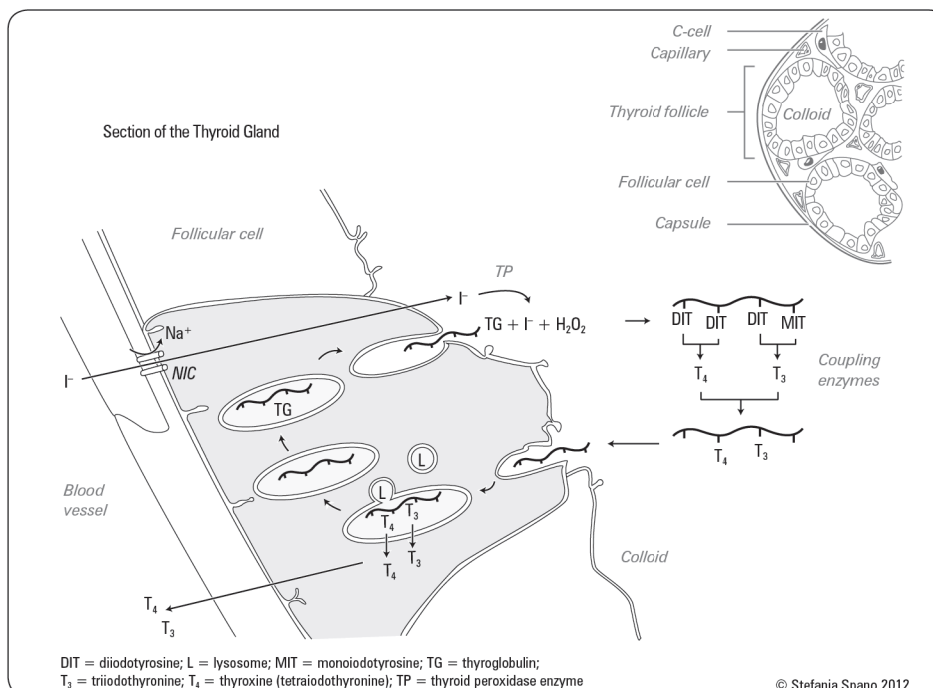 C-cell
Capillary
Thyroid follicle
Colloid
Follicular cell
Capsule
Section of the Thyroid Gland
Follicular cell
TP
I⁻
TG + I⁻ + H₂O₂
DIT DIT DIT MIT
T₄ T₃
Coupling
enzymes
T₄ T₃
Na⁺
I⁻
NIC
TG
L
L
T₄ T₃
T₄ T₃
Blood
vessel
Colloid
T₄
T₃
DIT = diiodotyrosine; L = lysosome; MIT = monoiodotyrosine; TG = thyroglobulin;
T₃ = triiodothyronine; T₄ = thyroxine (tetraiodothyronine); TP = thyroid peroxidase enzyme
© Stefania Spano 2012